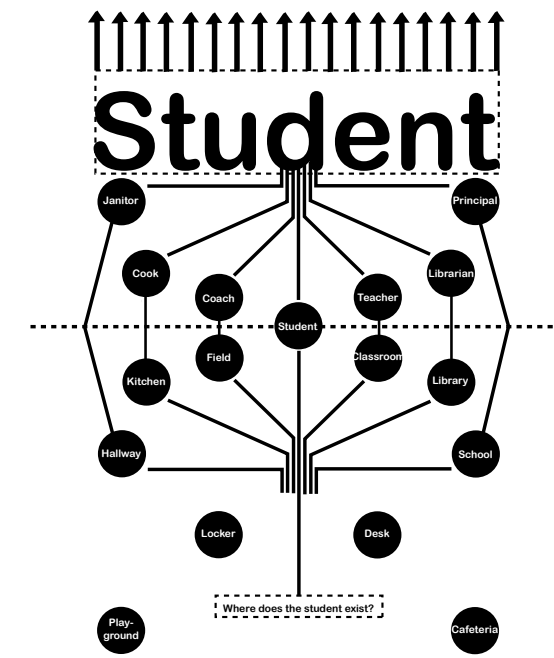 Student
Janitor
Principal
Cook
Librarian
Coach
Teacher
Student
Field
Classroom
Kitchen
Library
Hallway
School
Locker
Desk
Where does the student exist?
Play-
ground
Cafeteria